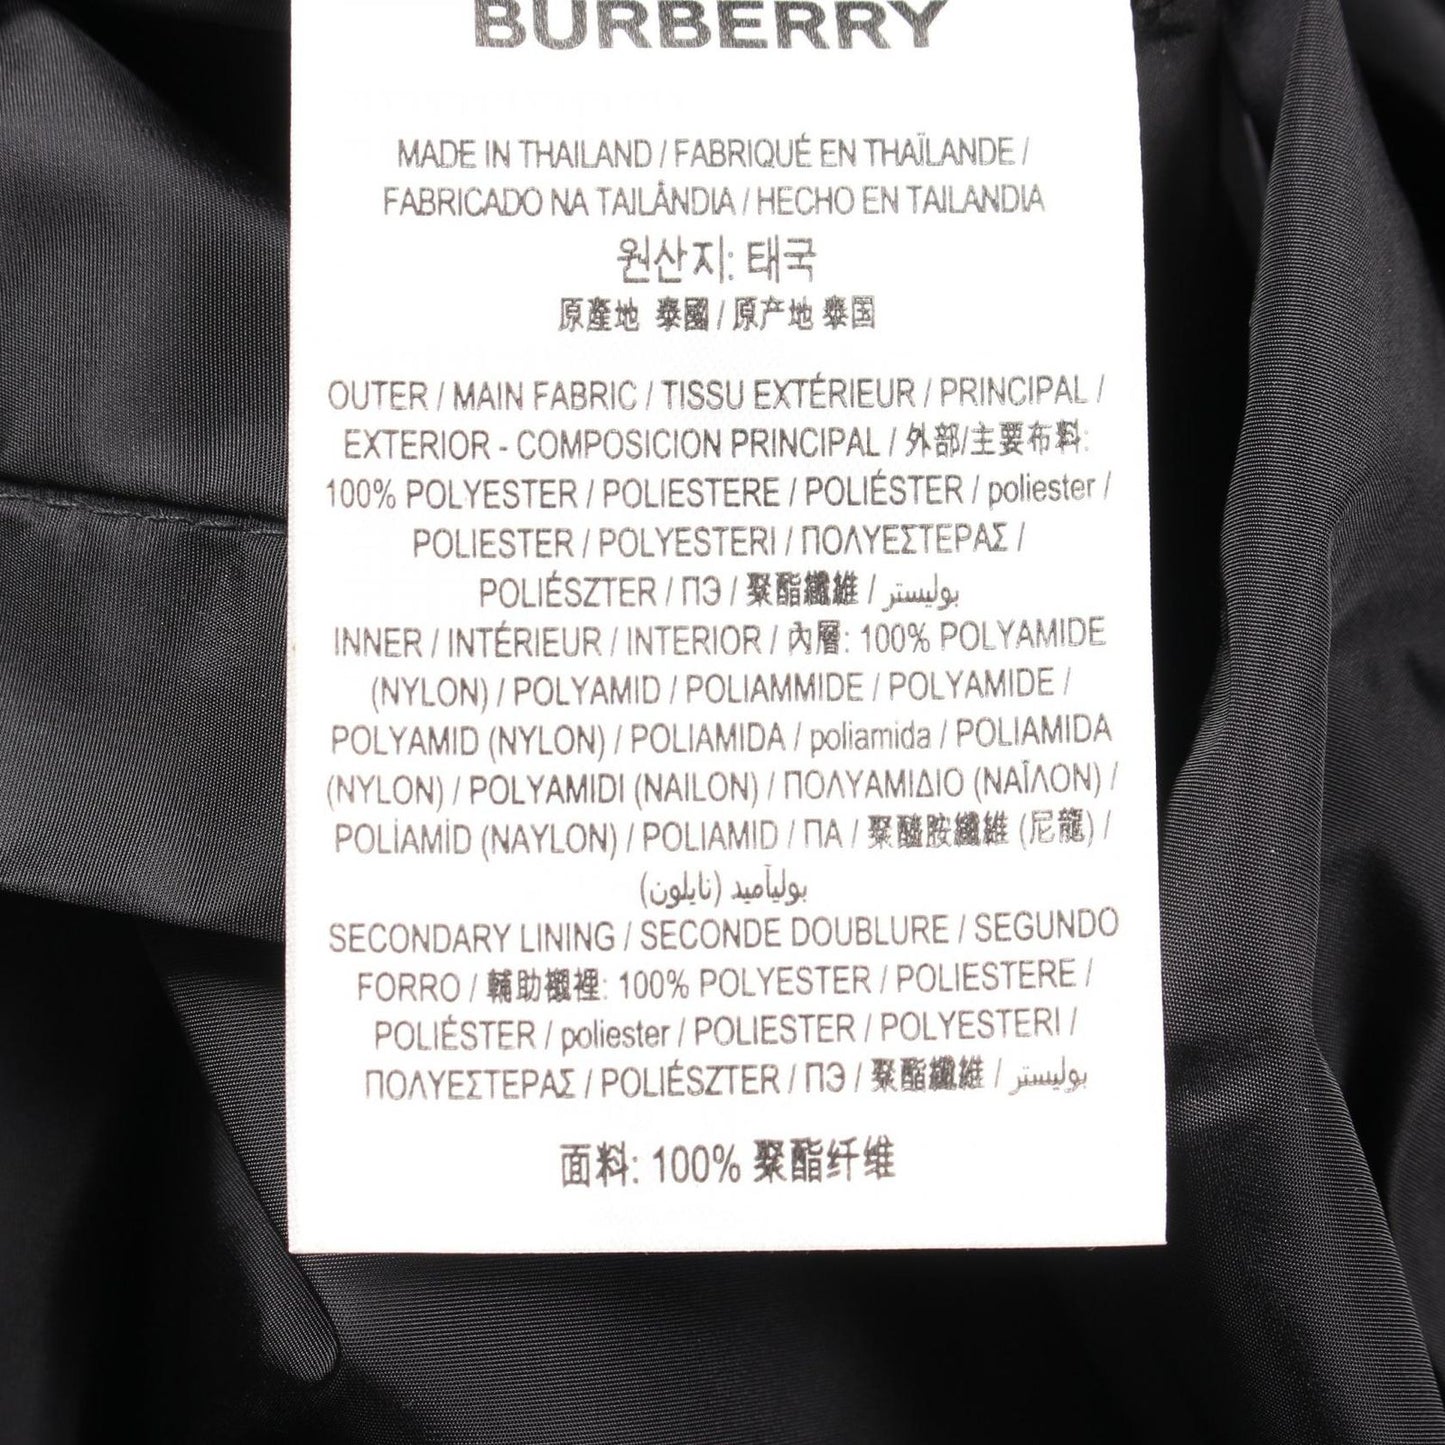 BURBERRY
MADE IN THAILAND / FABRIQUÉ EN THAÏLANDE /
FABRICADO NA TAILÂNDIA / HECHO EN TAILANDIA
원산지: 태국
原產地 泰國 / 原产地 泰国
OUTER / MAIN FABRIC / TISSU EXTÉRIEUR / PRINCIPAL /
EXTERIOR - COMPOSICION PRINCIPAL / 外部/主要布料:
100% POLYESTER / POLIESTERE / POLIÉSTER / poliester /
POLIESTER / POLYESTERI / ΠΟΛΥΕΣΤΕΡΑΣ /
POLIÉSZTER / ПЭ / 聚酯纖維 / بوليستر
INNER / INTÉRIEUR / INTERIOR / 內層: 100% POLYAMIDE
(NYLON) / POLYAMID / POLIAMMIDE / POLYAMIDE /
POLYAMID (NYLON) / POLIAMIDA / poliamida / POLIAMIDA
(NYLON) / POLYAMIDI (NAILON) / ΠΟΛΥΑΜΙΔΙΟ (ΝΑΪΛΟΝ) /
POLİAMİD (NAYLON) / POLIAMID / ПА / 聚醯胺纖維 (尼龍) /
بوليآميد (نايلون)
SECONDARY LINING / SECONDE DOUBLURE / SEGUNDO
FORRO / 輔助襯裡: 100% POLYESTER / POLIESTERE /
POLIÉSTER / poliester / POLIESTER / POLYESTERI /
ΠΟΛΥΕΣΤΕΡΑΣ / POLIÉSZTER / ПЭ / 聚酯纖維 / بوليستر
面料: 100% 聚酯纤维